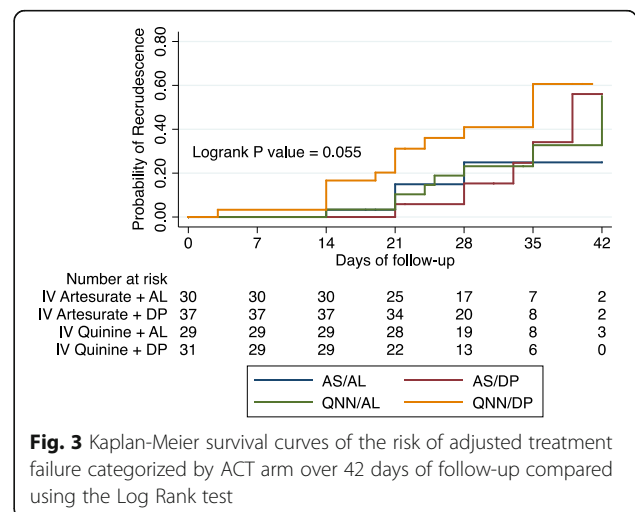 0.80
0.60
0.40
0.20
0.00
Probability of Recrudescence
Logrank P value = 0.055
0 7 14 21 28 35 42
Days of follow-up
Number at risk
IV Artesurate + AL 30 30 30 25 17 7 2
IV Artesurate + DP 37 37 37 34 20 8 2
IV Quinine + AL 29 29 29 28 19 8 3
IV Quinine + DP 31 29 29 22 13 6 0
AS/AL AS/DP
QNN/AL QNN/DP
Fig. 3 Kaplan-Meier survival curves of the risk of adjusted treatment
failure categorized by ACT arm over 42 days of follow-up compared
using the Log Rank test